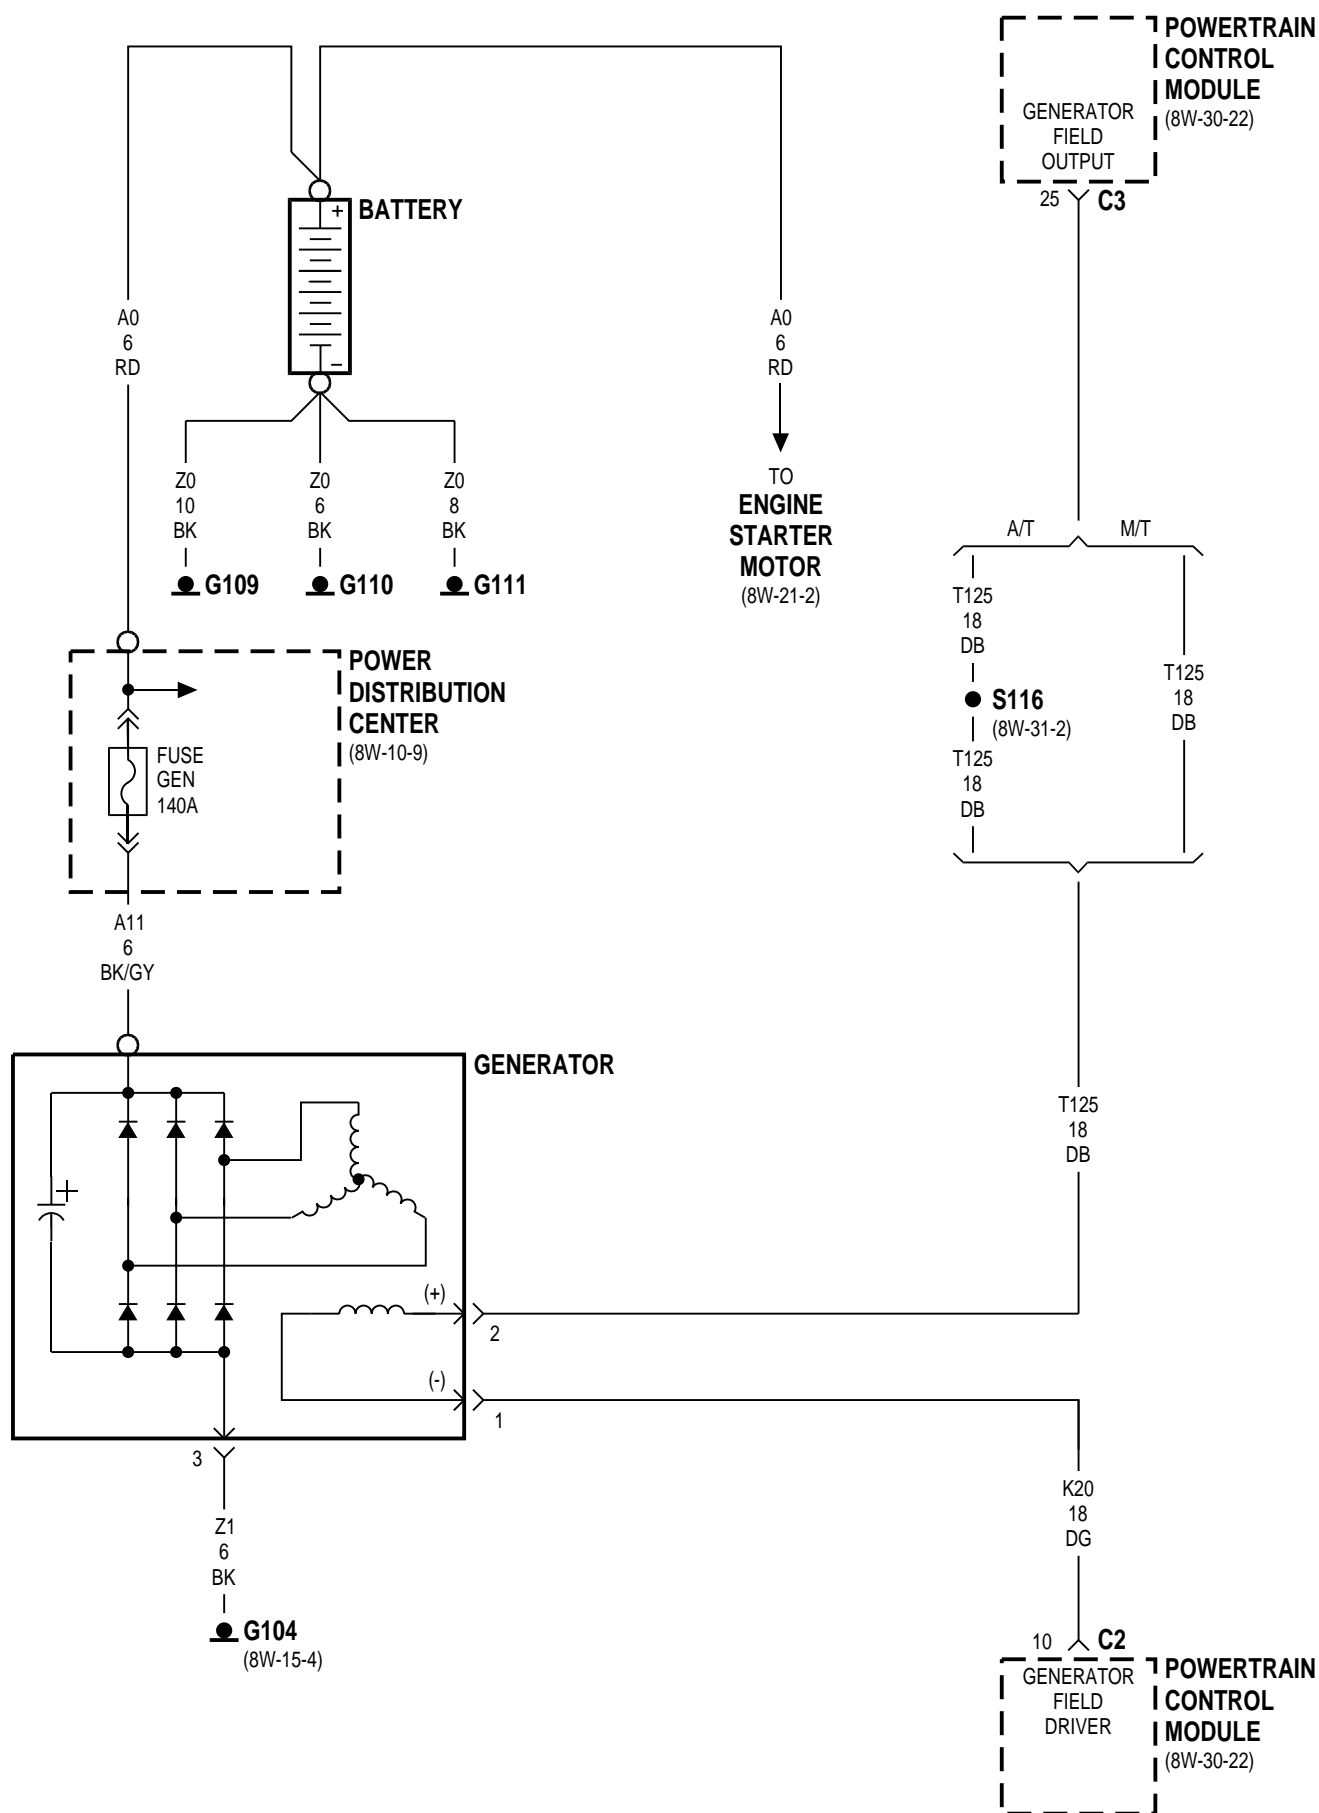 POWERTRAIN
CONTROL
MODULE
(8W-30-22)
GENERATOR
FIELD
OUTPUT
25
C3
BATTERY
+
−
A0
6
RD
A0
6
RD
Z0
10
BK
Z0
6
BK
Z0
8
BK
G109
G110
G111
TO
ENGINE
STARTER
MOTOR
(8W-21-2)
A/T
M/T
T125
18
DB
S116
(8W-31-2)
T125
18
DB
T125
18
DB
POWER
DISTRIBUTION
CENTER
(8W-10-9)
FUSE
GEN
140A
A11
6
BK/GY
GENERATOR
T125
18
DB
(+)
2
(-)
1
3
K20
18
DG
Z1
6
BK
G104
(8W-15-4)
10
C2
GENERATOR
FIELD
DRIVER
POWERTRAIN
CONTROL
MODULE
(8W-30-22)